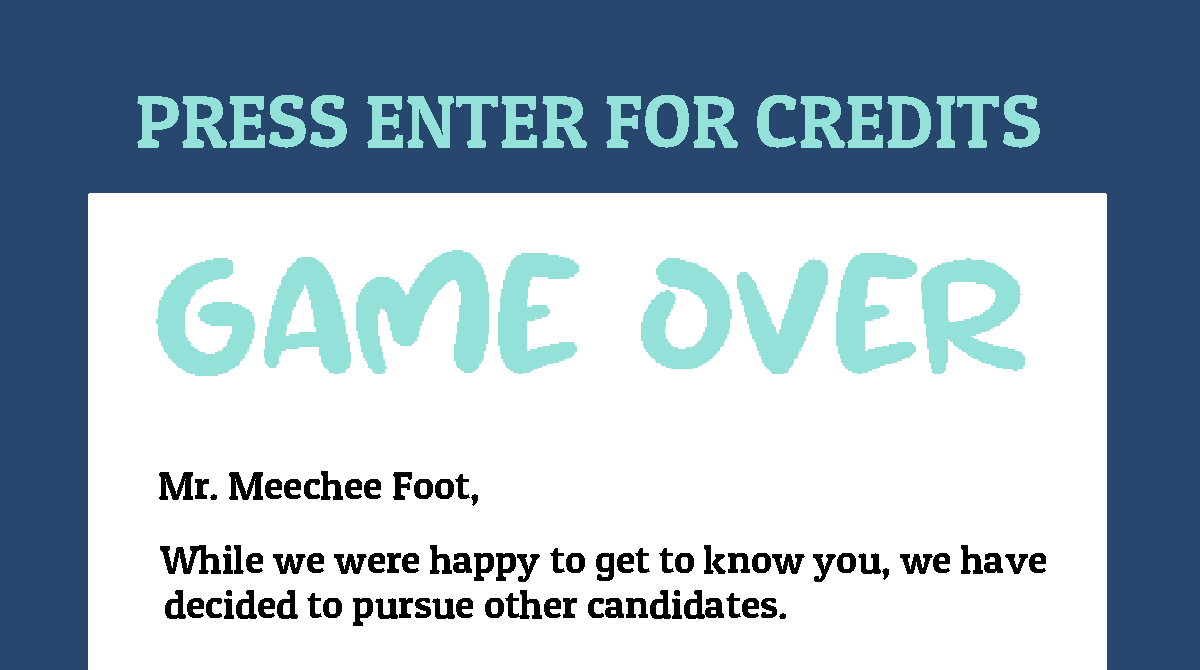 PRESS ENTER FOR CREDITS
GAME OVER
Mr. Meechee Foot,
While we were happy to get to know you, we have
decided to pursue other candidates.